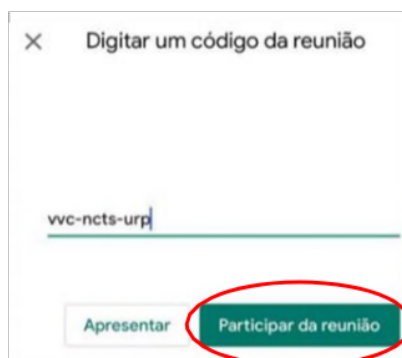 Digitar um código da reunião
vvc-ncts-urp
Apresentar Participar da reunião